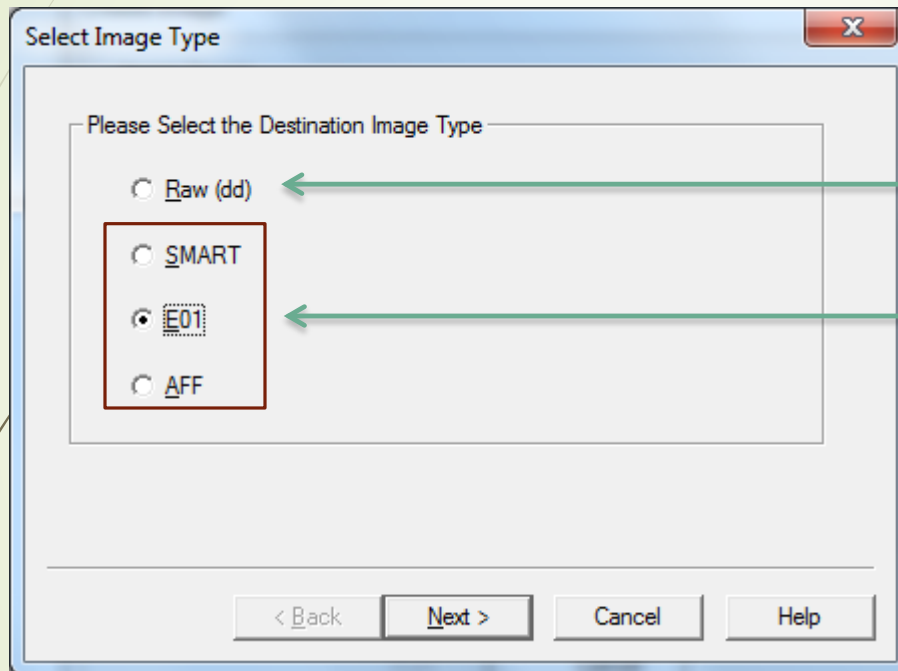 Select Image Type
X
Please Select the Destination Image Type
Raw (dd)
SMART
E01
AFF
< Back Next > Cancel Help